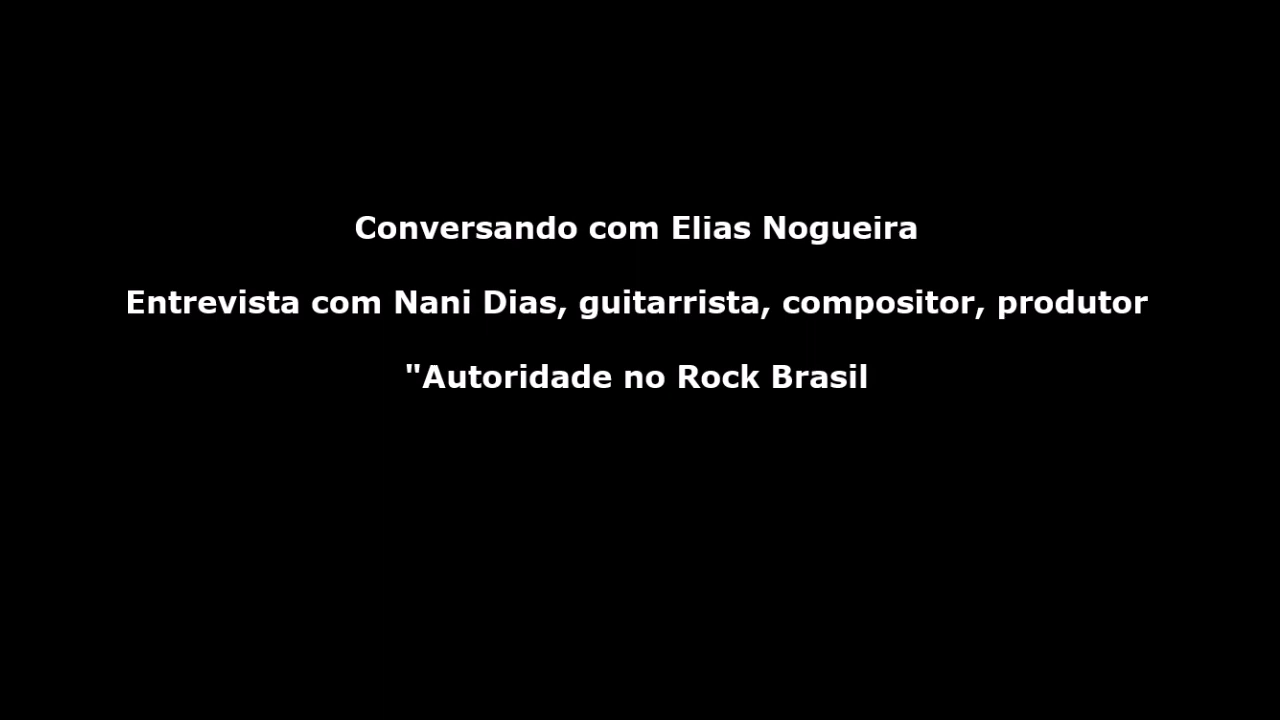 Conversando com Elias Nogueira
Entrevista com Nani Dias, guitarrista, compositor, produtor
"Autoridade no Rock Brasil